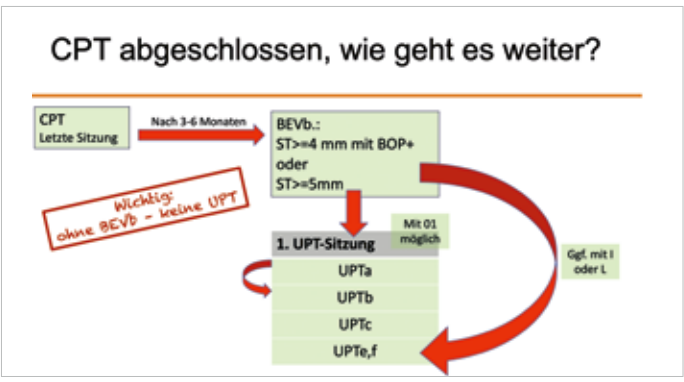 CPT abgeschlossen, wie geht es weiter?
CPT
Letzte Sitzung
Nach 3-6 Monaten
BEVb.:
ST>=4 mm mit BOP+
oder
ST>=5mm
Wichtig:
ohne BEVb - keine UPT
Mit 01
möglich
1. UPT-Sitzung
UPTa
UPTb
UPTc
UPTe,f
Ggf. mit I
oder L